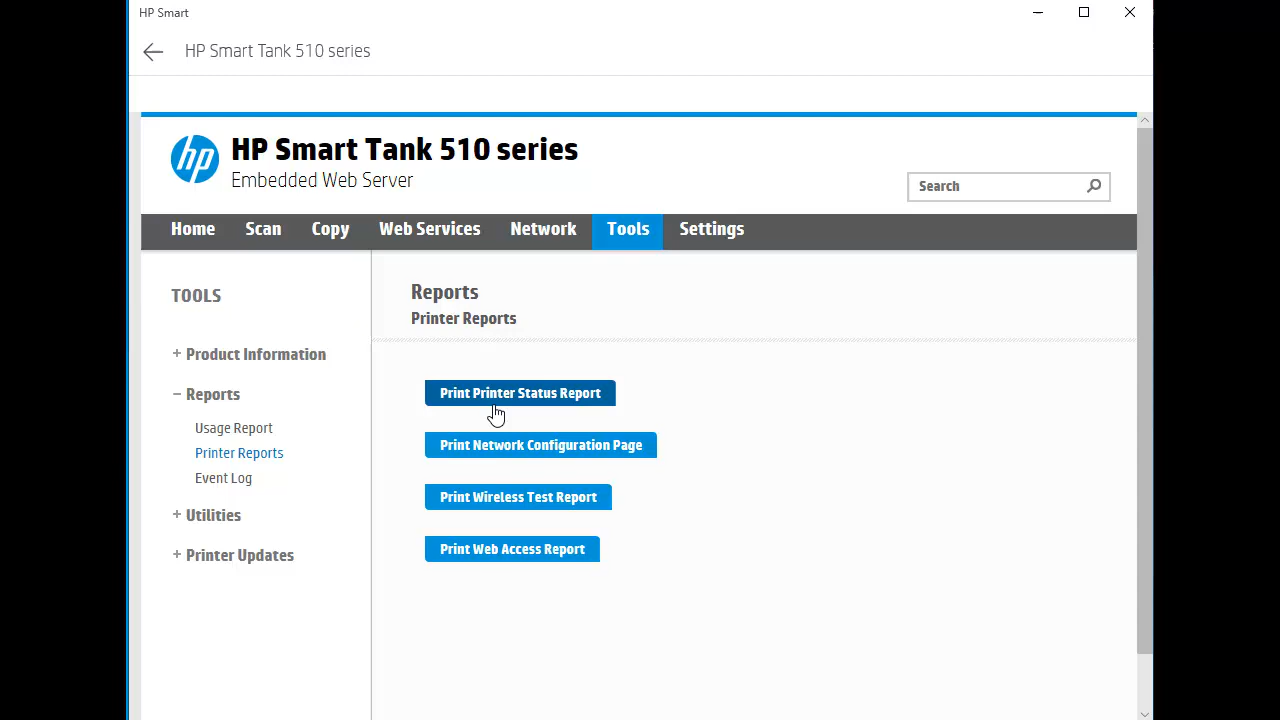 HP Smart
HP Smart Tank 510 series
hp
HP Smart Tank 510 series
Embedded Web Server
Search
Home Scan Copy Web Services Network Tools Settings
TOOLS
+ Product Information
− Reports
Usage Report
Printer Reports
Event Log
+ Utilities
+ Printer Updates
Reports
Printer Reports
Print Printer Status Report
Print Network Configuration Page
Print Wireless Test Report
Print Web Access Report